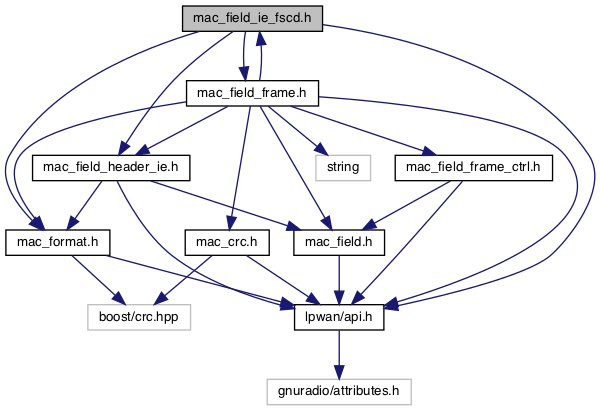 mac_field_ie_fscd.h
mac_field_frame.h
mac_field_header_ie.h
string
mac_field_frame_ctrl.h
mac_format.h
mac_crc.h
mac_field.h
boost/crc.hpp
lpwan/api.h
gnuradio/attributes.h